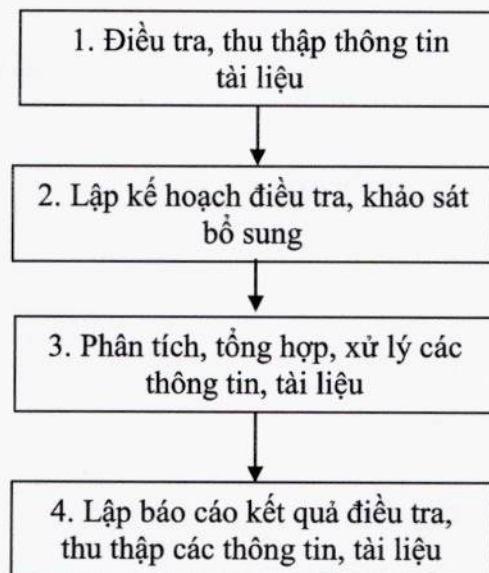 1. Điều tra, thu thập thông tin
tài liệu
2. Lập kế hoạch điều tra, khảo sát
bổ sung
3. Phân tích, tổng hợp, xử lý các
thông tin, tài liệu
4. Lập báo cáo kết quả điều tra,
thu thập các thông tin, tài liệu